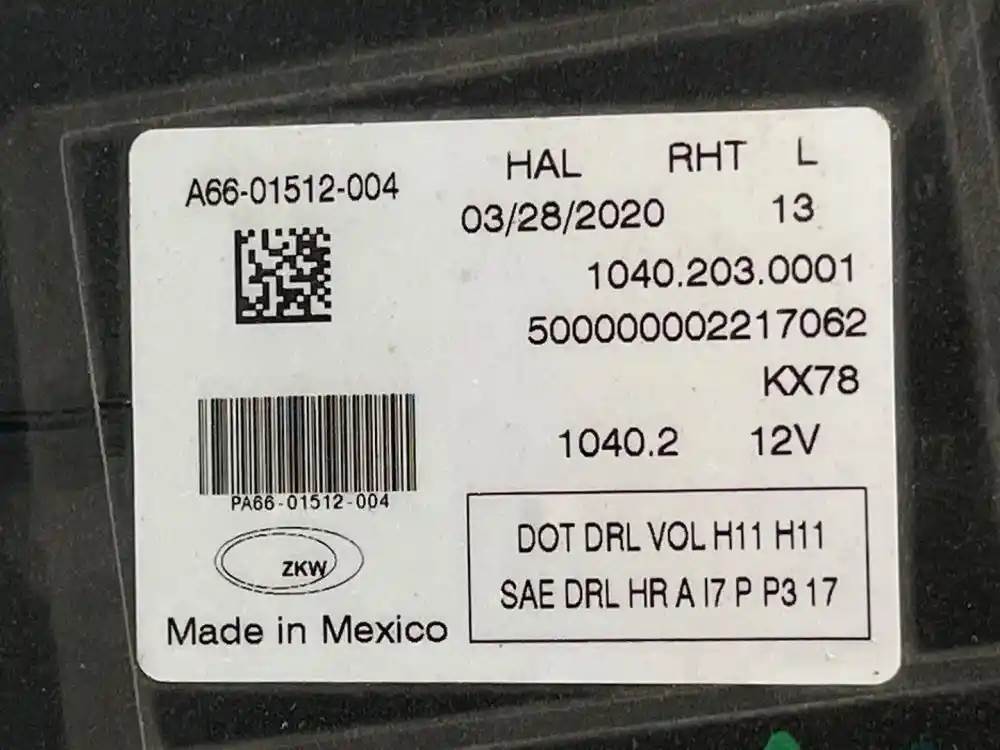 A66-01512-004
PA66-01512-004
ZKW
Made in Mexico
HAL RHT L
03/28/2020 13
1040.203.0001
500000002217062
KX78
1040.2 12V
DOT DRL VOL H11 H11
SAE DRL HR A I7 P P3 17